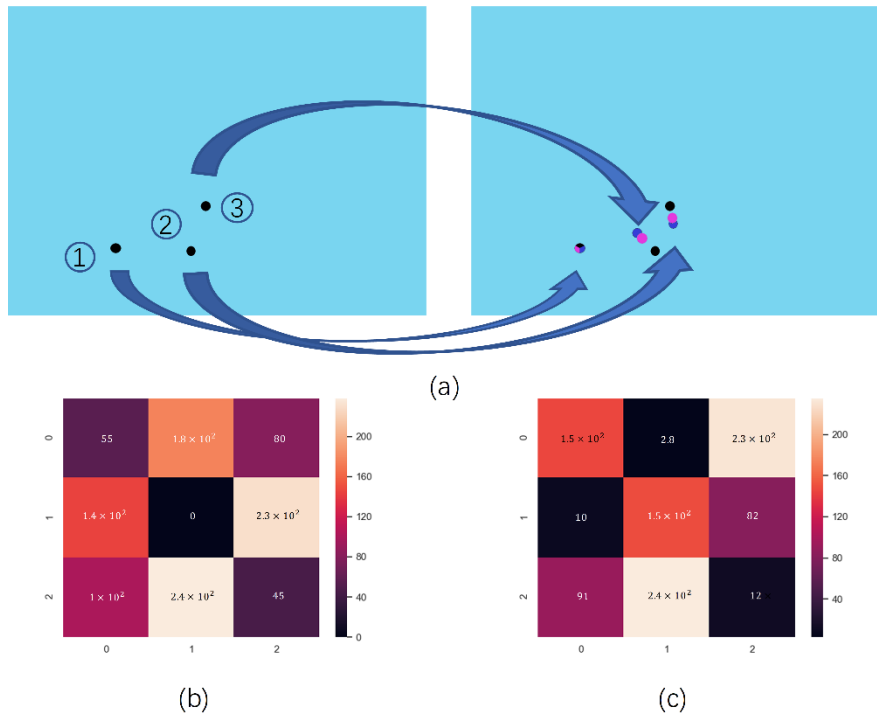 ③
②
①
(a)
0 55 1.8 × 10² 80 200
1 1.4 × 10² 0 2.3 × 10² 160 120
2 1 × 10² 2.4 × 10² 45 80 40 0
0 1 2
(b)
0 1.5 × 10² 2.8 2.3 × 10² 200
1 10 1.5 × 10² 82 160 120
2 91 2.4 × 10² 12 80 40
0 1 2
(c)